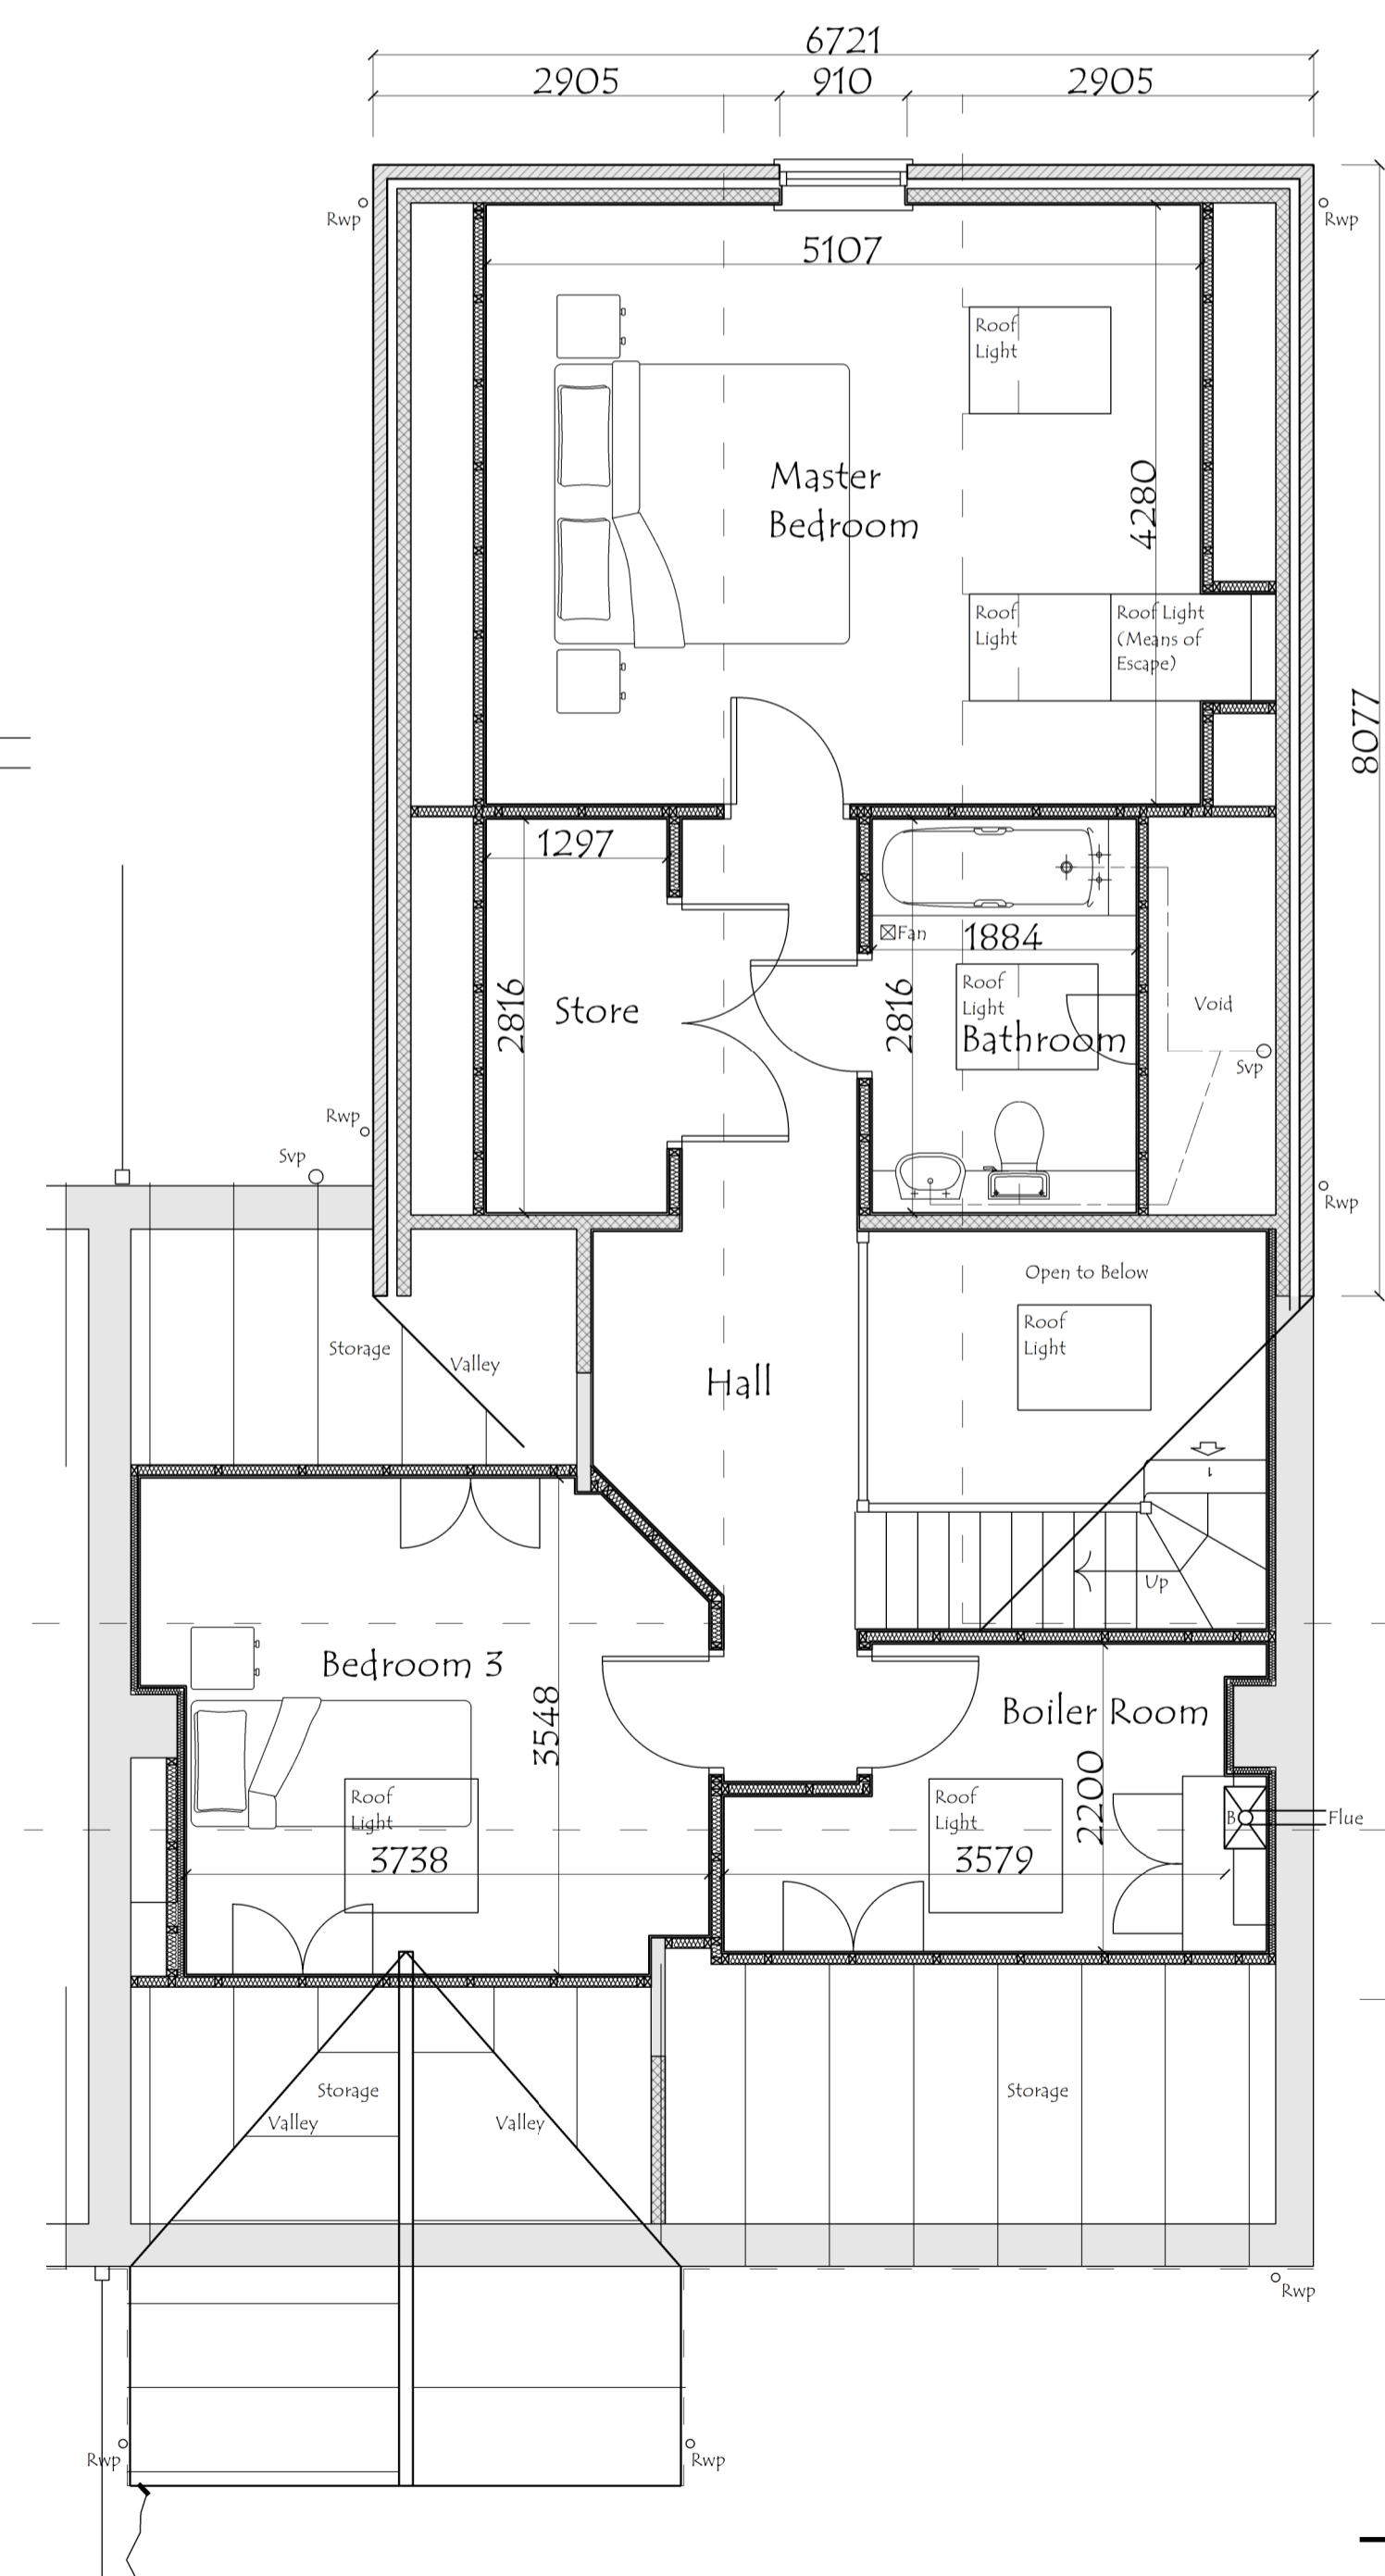 6721
2905 910 2905
Rwp
Rwp
5107
Roof
Light
Master
Bedroom
4280
Roof
Light
Roof Light
(Means of
Escape)
8077
1297
Fan
1884
2816
Store
2816
Roof
Light
Bathroom
Void
Svp
Rwp
Svp
Rwp
Open to Below
Roof
Light
Storage
Valley
Hall
1
Up
Bedroom 3
3548
Boiler Room
2200
Roof
Light
3738
Roof
Light
3579
B
Flue
Storage
Valley
Valley
Storage
Rwp
Rwp
Rwp